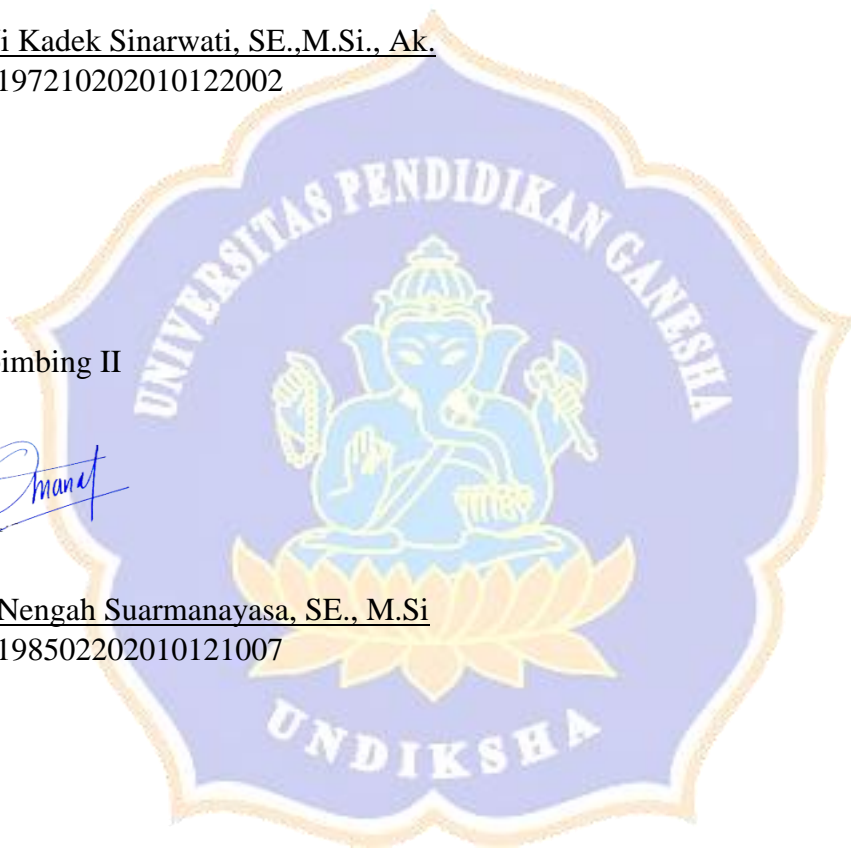 i Kadek Sinarwati, SE.,M.Si., Ak.
197210202010122002
UNIVERSITAS PENDIDIKAN GANESHA
imbing II
Nengah Suarmanayasa, SE., M.Si
198502202010121007
UNDIKSHA